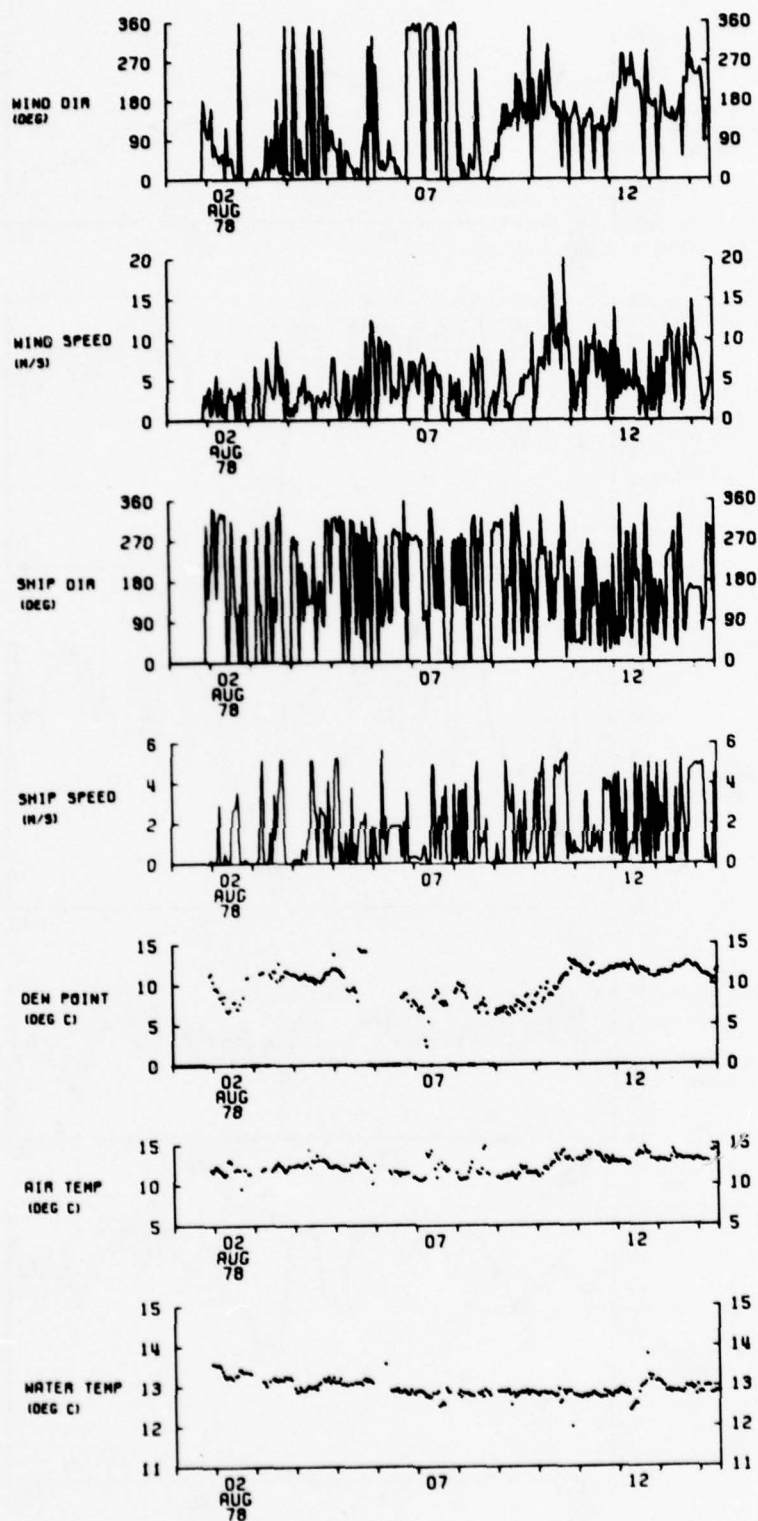 360 360
270 270
WIND DIR 180 180
(DEG)
90 90
0 0
02 07 12
AUG
78
20 20
15 15
WIND SPEED 10 10
(M/S)
5 5
0 0
02 07 12
AUG
78
360 360
270 270
SHIP DIR 180 180
(DEG)
90 90
0 0
02 07 12
AUG
78
6 6
4 4
SHIP SPEED
(M/S) 2 2
0 0
02 07 12
AUG
78
15 15
10 10
DEW POINT
(DEG C) 5 5
0 0
02 07 12
AUG
78
15 15
AIR TEMP 10 10
(DEG C)
5 5
02 07 12
AUG
78
15 15
14 14
WATER TEMP 13 13
(DEG C)
12 12
11 11
02 07 12
AUG
78